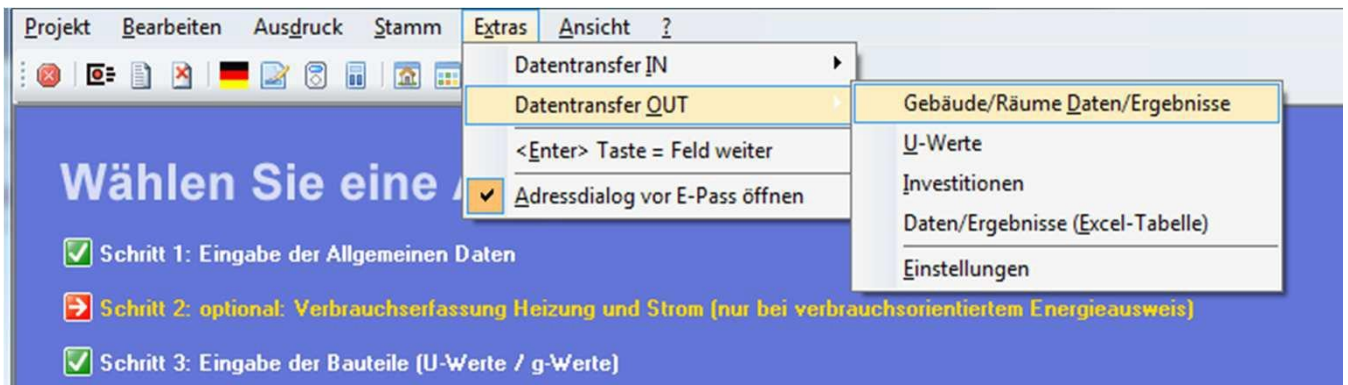 Projekt Bearbeiten Ausdruck Stamm Extras Ansicht ?
Datentransfer IN
Datentransfer OUT
<Enter> Taste = Feld weiter
Adressdialog vor E-Pass öffnen
Gebäude/Räume Daten/Ergebnisse
U-Werte
Investitionen
Daten/Ergebnisse (Excel-Tabelle)
Einstellungen
Wählen Sie eine
Schritt 1: Eingabe der Allgemeinen Daten
Schritt 2: optional: Verbrauchserfassung Heizung und Strom (nur bei verbrauchsorientiertem Energieausweis)
Schritt 3: Eingabe der Bauteile (U-Werte / g-Werte)